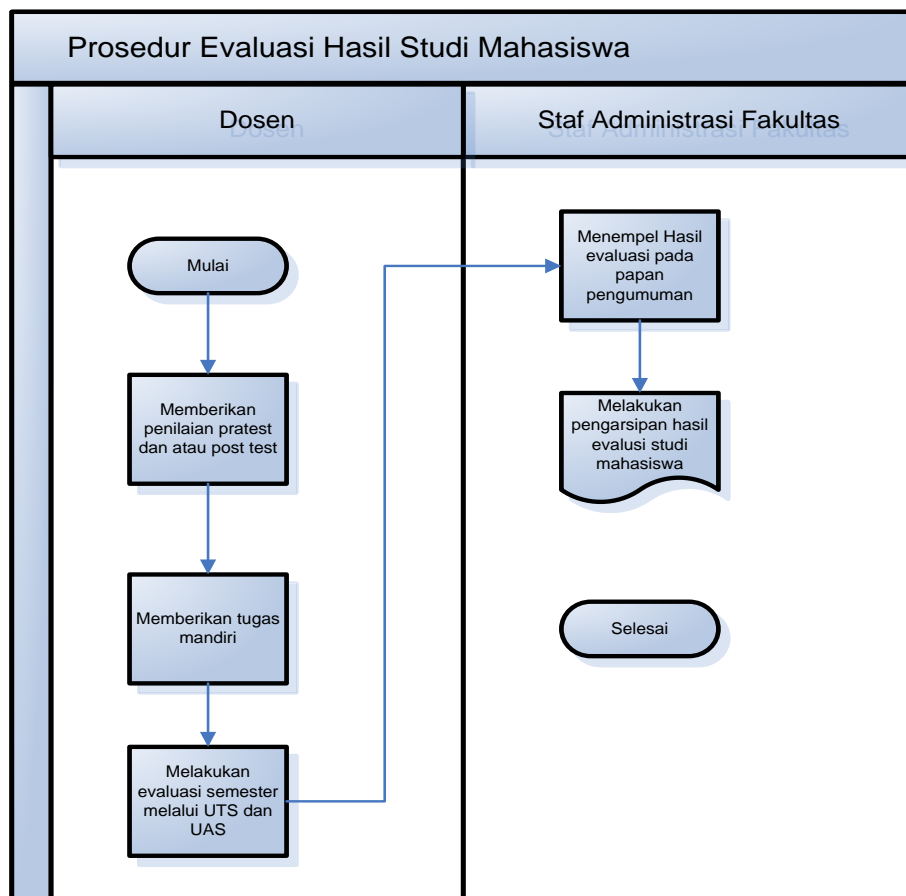 Prosedur Evaluasi Hasil Studi Mahasiswa
Dosen
Staf Administrasi Fakultas
Mulai
Memberikan
penilaian pratest
dan atau post test
Memberikan tugas
mandiri
Melakukan
evaluasi semester
melalui UTS dan
UAS
Menempel Hasil
evaluasi pada
papan
pengumuman
Melakukan
pengarsipan hasil
evalusi studi
mahasiswa
Selesai